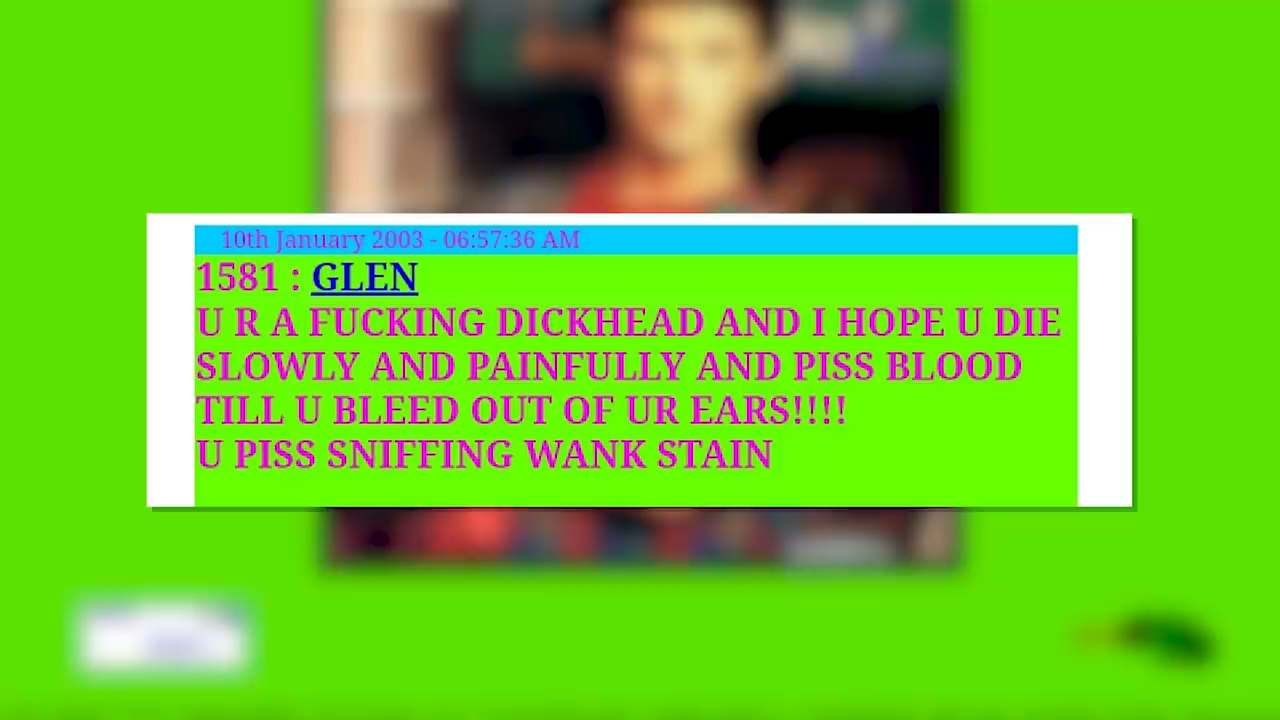 10th January 2003 - 06:57:36 AM
1581 : GLEN
U R A FUCKING DICKHEAD AND I HOPE U DIE
SLOWLY AND PAINFULLY AND PISS BLOOD
TILL U BLEED OUT OF UR EARS!!!!
U PISS SNIFFING WANK STAIN